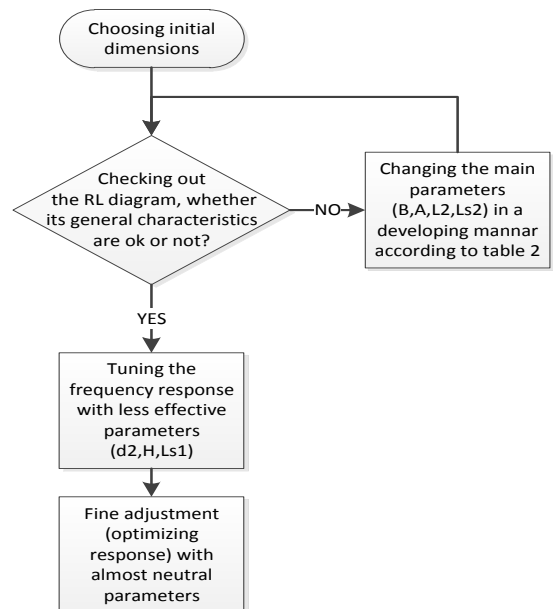 Choosing initial
dimensions
Checking out
the RL diagram, whether
its general characteristics
are ok or not?
NO
Changing the main
parameters
(B,A,L2,Ls2) in a
developing mannar
according to table 2
YES
Tuning the
frequency response
with less effective
parameters
(d2,H,Ls1)
Fine adjustment
(optimizing
response) with
almost neutral
parameters